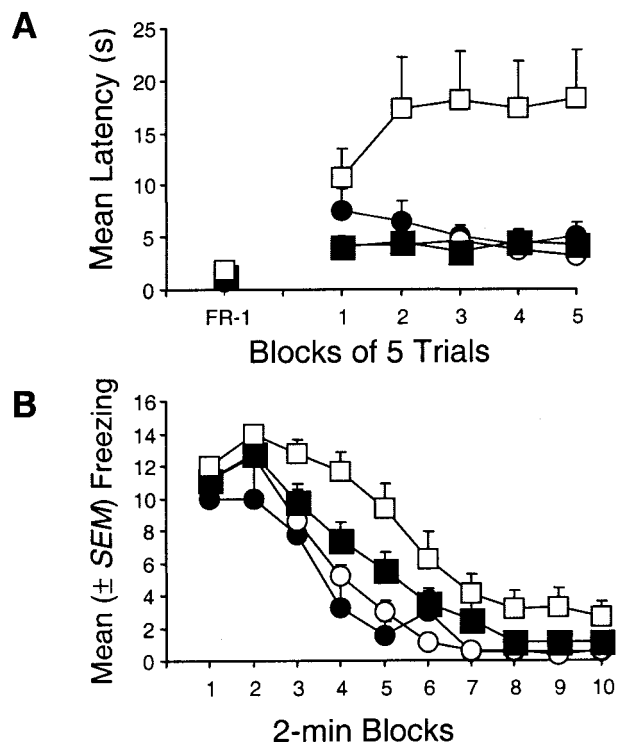 A
Mean Latency (s)
25
20
15
10
5
0
FR-1 1 2 3 4 5
Blocks of 5 Trials
B
Mean (± SEM) Freezing
16
14
12
10
8
6
4
2
0
1 2 3 4 5 6 7 8 9 10
2-min Blocks